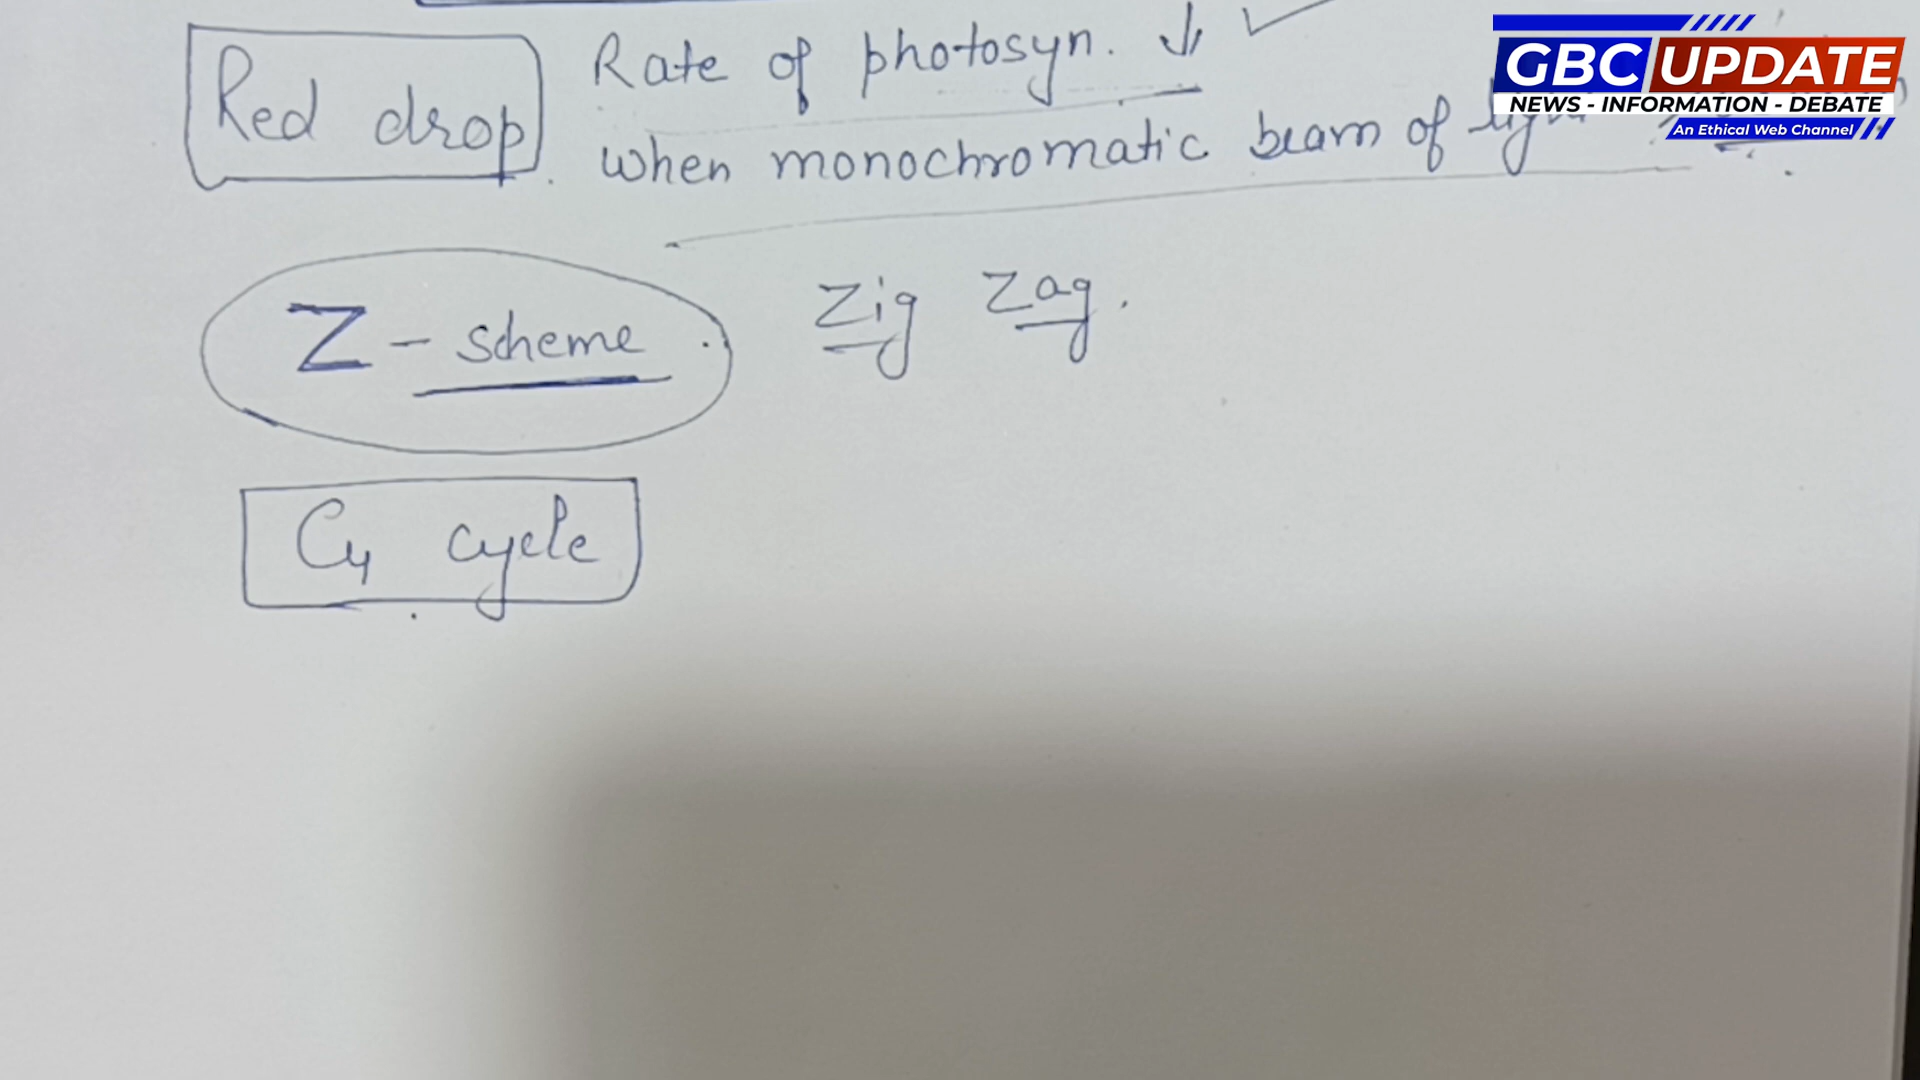 Red drop
Rate of photosyn. ↓ ✓
when monochromatic beam of light
Z - scheme
Zig Zag.
C4 cycle
GBC UPDATE
NEWS - INFORMATION - DEBATE
An Ethical Web Channel